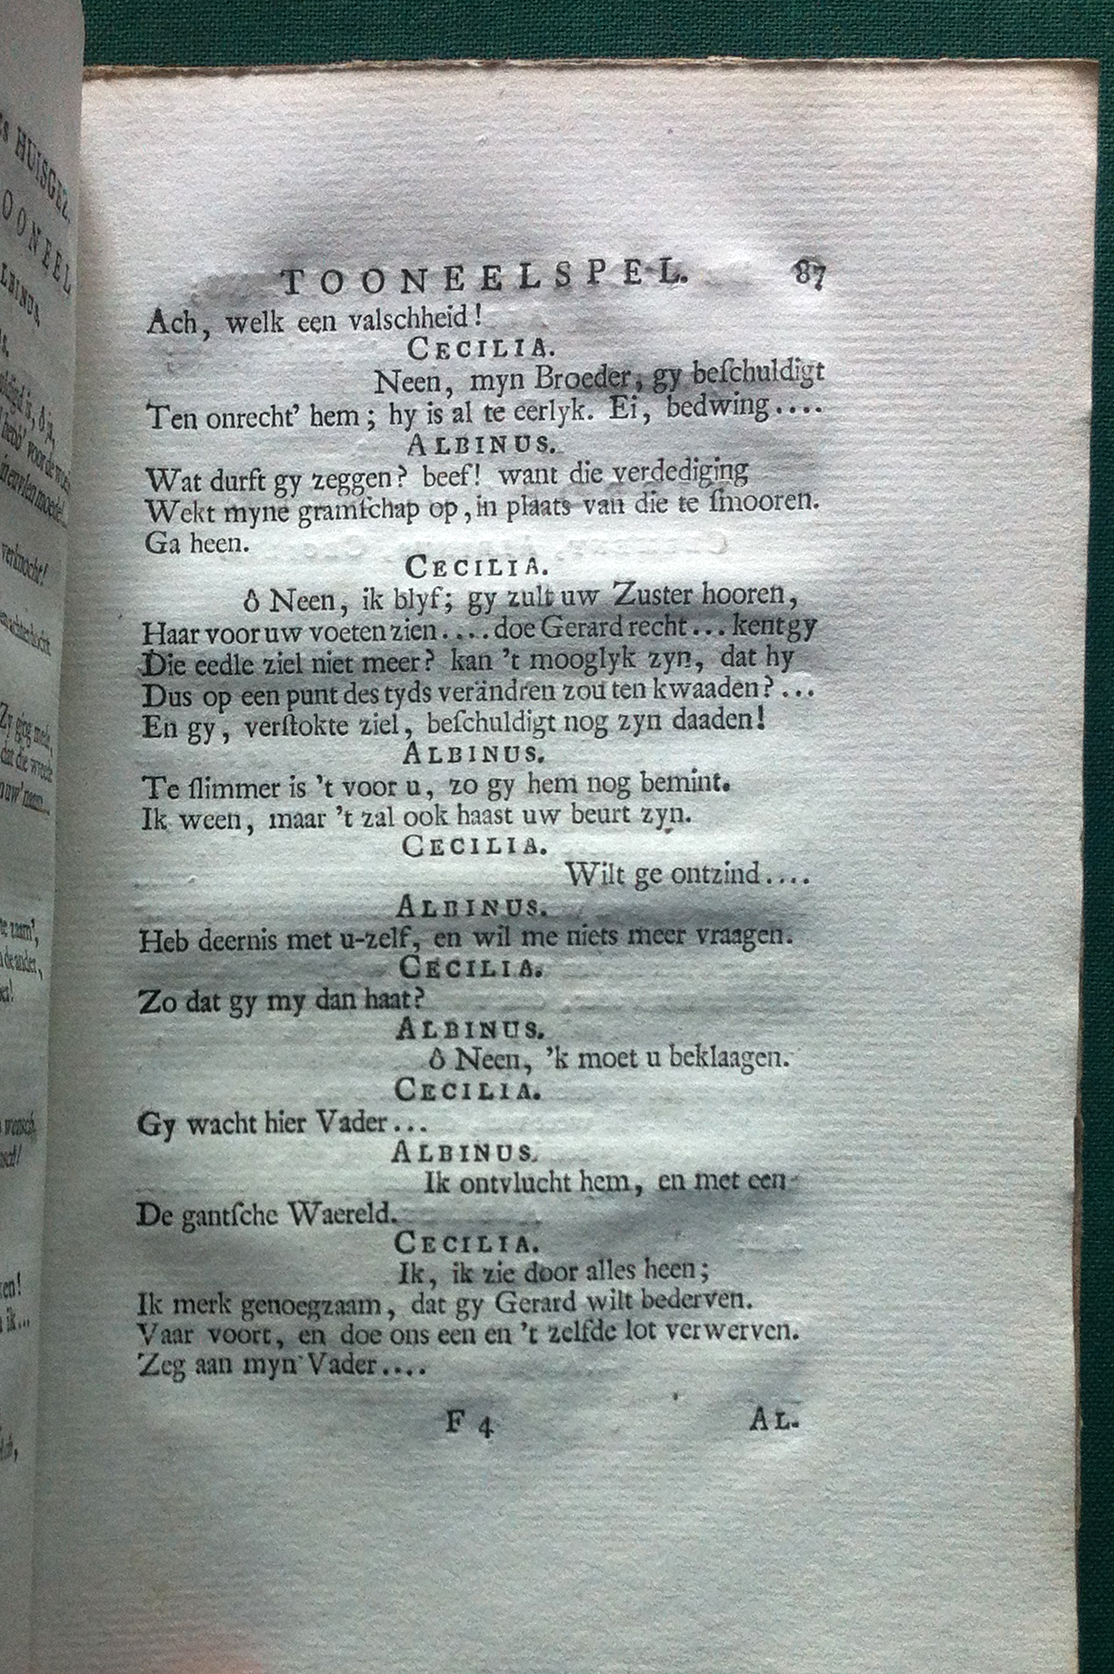 TOONEELSPEL. 87
Ach, welk een valschheid!
CECILIA.
Neen, myn Broeder, gy beſchuldigt
Ten onrecht' hem; hy is al te eerlyk. Ei, bedwing....
ALBINUS.
Wat durft gy zeggen? beef! want die verdediging
Wekt myne gramſchap op, in plaats van die te ſmooren.
Ga heen.
CECILIA.
ô Neen, ik blyf; gy zult uw Zuster hooren,
Haar voor uw voeten zien.... doe Gerard recht... kent gy
Die eedle ziel niet meer? kan 't mooglyk zyn, dat hy
Dus op een punt des tyds verändren zou ten kwaaden?...
En gy, verſtokte ziel, beſchuldigt nog zyn daaden!
ALBINUS.
Te ſlimmer is 't voor u, zo gy hem nog bemint.
Ik ween, maar 't zal ook haast uw beurt zyn.
CECILIA.
Wilt ge ontzind....
ALBINUS.
Heb deernis met u-zelf, en wil me niets meer vraagen.
CECILIA.
Zo dat gy my dan haat?
ALBINUS.
ô Neen, 'k moet u beklaagen.
CECILIA.
Gy wacht hier Vader...
ALBINUS.
Ik ontvlucht hem, en met een
De gantſche Waereld.
CECILIA.
Ik, ik zie door alles heen;
Ik merk genoegzaam, dat gy Gerard wilt bederven.
Vaar voort, en doe ons een en 't zelfde lot verwerven.
Zeg aan myn Vader....
F 4 AL-